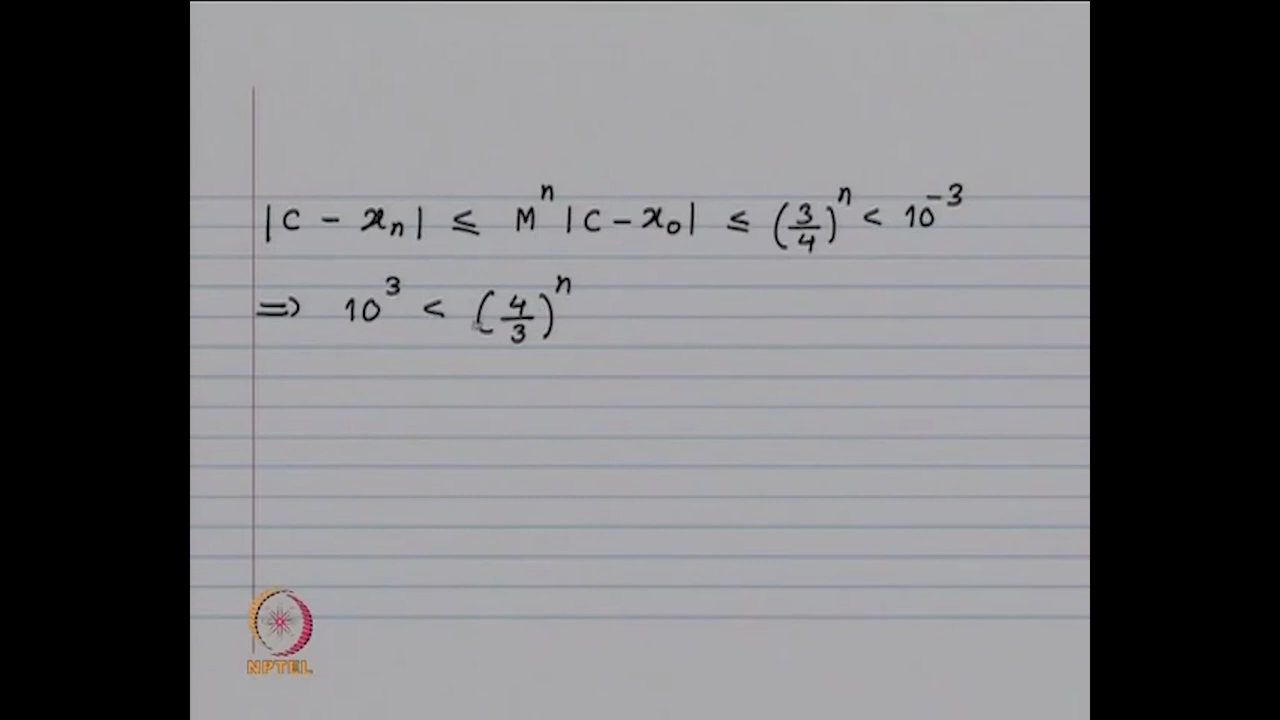 |c - xₙ| ≤ Mⁿ |c - x₀| ≤ (3/4)ⁿ < 10⁻³
⇒ 10³ < (4/3)ⁿ
NPTEL